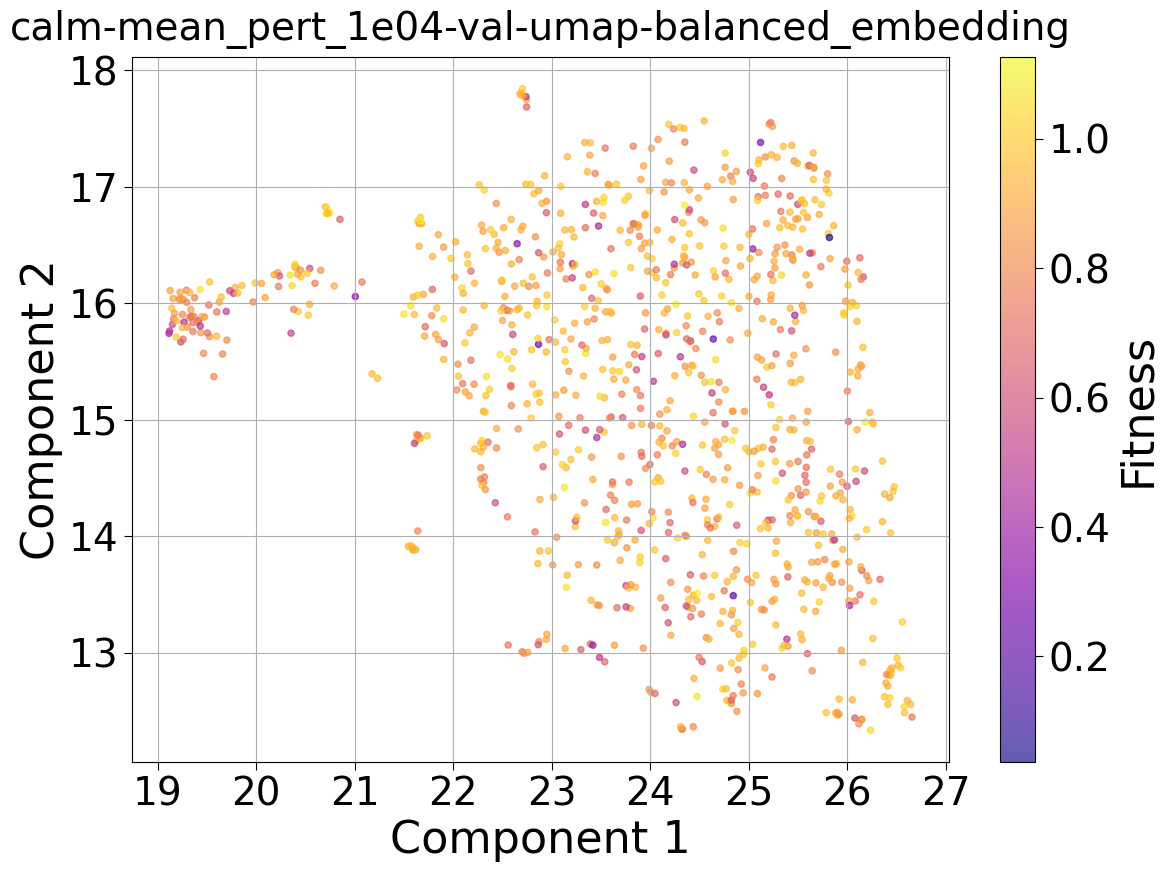 calm-mean_pert_1e04-val-umap-balanced_embedding
18
17
16
15
14
13
Component 2
19 20 21 22 23 24 25 26 27
Component 1
1.0
0.8
0.6
0.4
0.2
Fitness